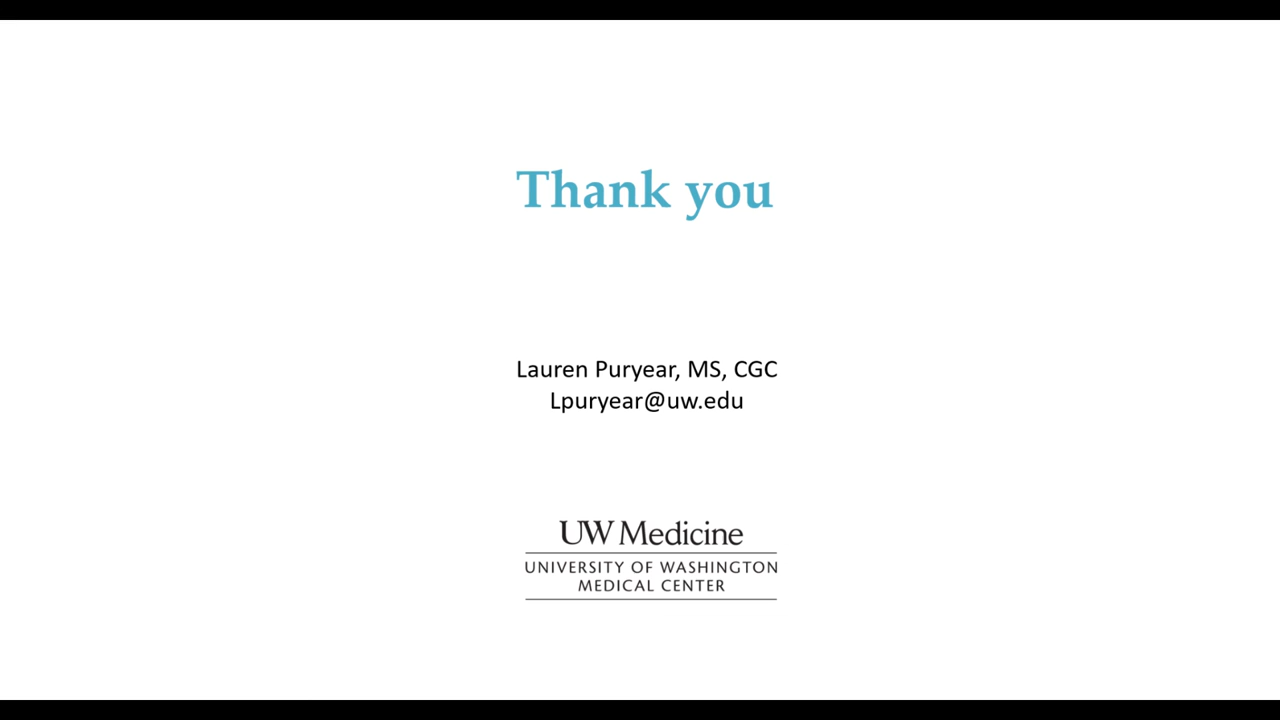 Thank you
Lauren Puryear, MS, CGC
Lpuryear@uw.edu
UW Medicine
UNIVERSITY OF WASHINGTON
MEDICAL CENTER